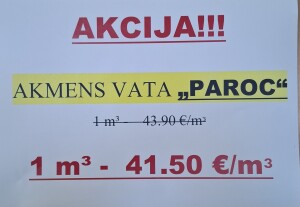 AKCIJA!!!
AKMENS VATA „PAROC“
1 m³ - 43.90 €/m³
1 m³ - 41.50 €/m³